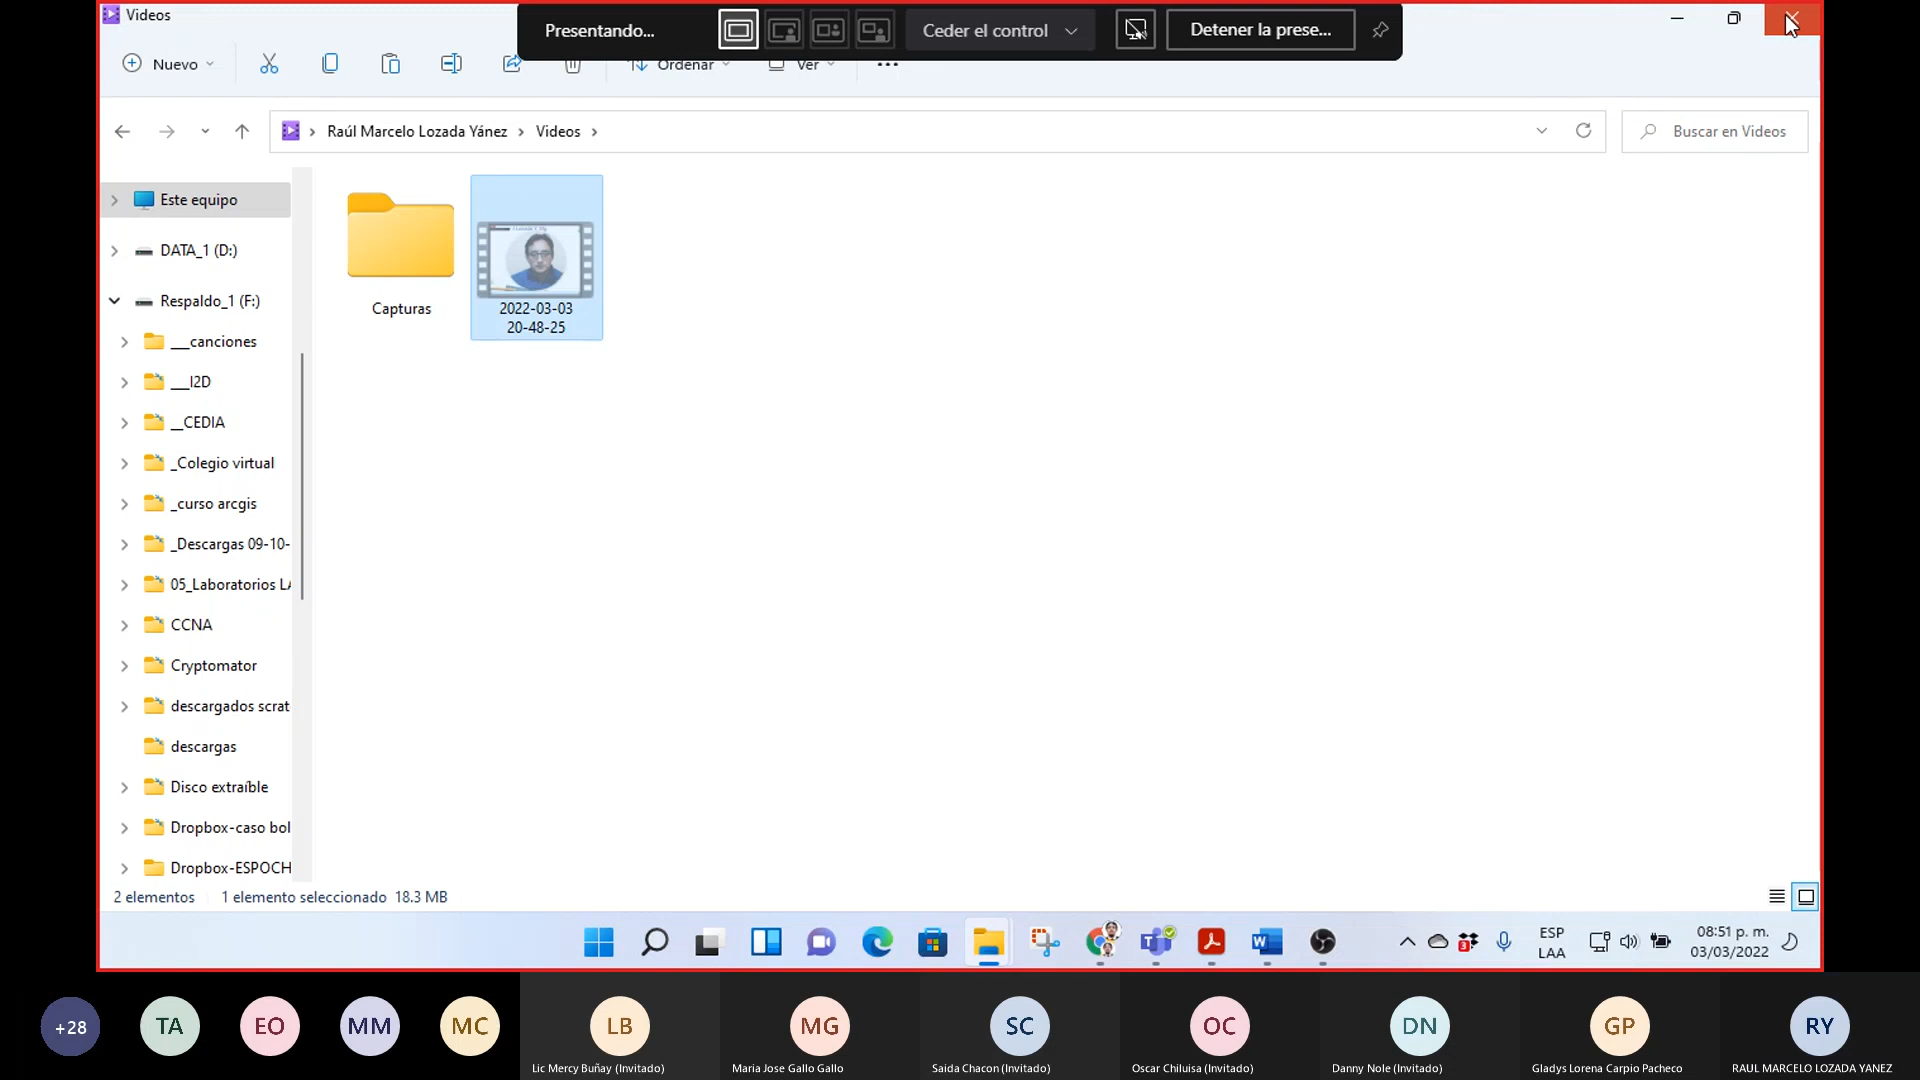 Videos
Presentando...
Ceder el control
Detener la prese...
Nuevo
Ordenar
Ver
Raúl Marcelo Lozada Yánez
Videos
Buscar en Videos
Este equipo
DATA_1 (D:)
Respaldo_1 (F:)
___canciones
___I2D
__CEDIA
_Colegio virtual
_curso arcgis
_Descargas 09-10-
05_Laboratorios LA
CCNA
Cryptomator
descargados scrat
descargas
Disco extraíble
Dropbox-caso bol
Dropbox-ESPOCH
Capturas
2022-03-03
20-48-25
2 elementos
1 elemento seleccionado 18.3 MB
ESP
LAA
08:51 p. m.
03/03/2022
+28
TA
EO
MM
MC
LB
MG
SC
OC
DN
GP
RY
Lic Mercy Buñay (Invitado)
Maria Jose Gallo Gallo
Saida Chacon (Invitado)
Oscar Chiluisa (Invitado)
Danny Nole (Invitado)
Gladys Lorena Carpio Pacheco
RAUL MARCELO LOZADA YANEZ